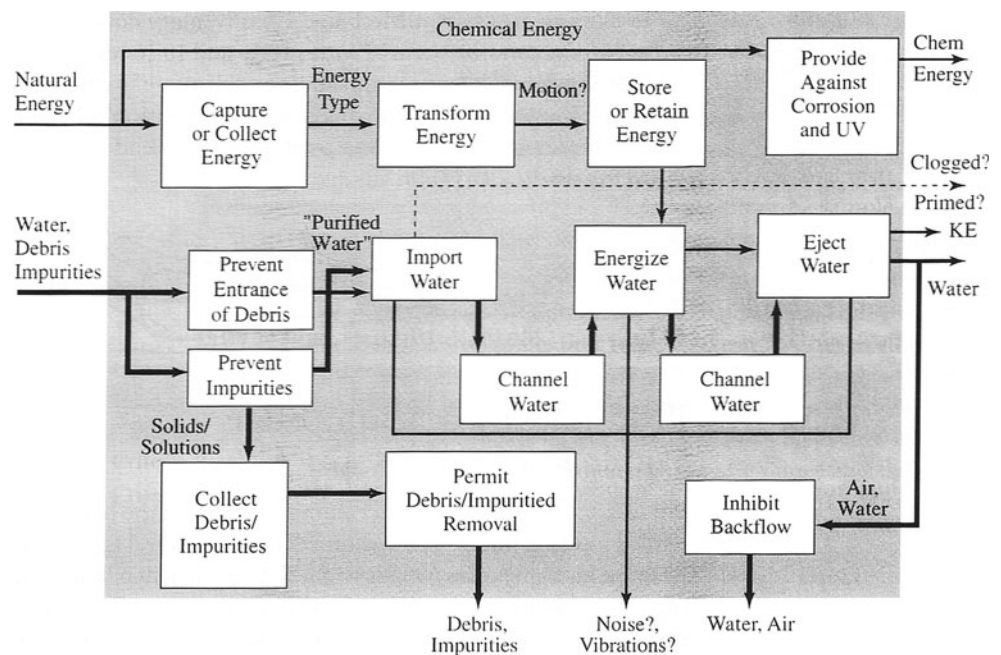 Chemical Energy
Natural
Energy
Capture
or Collect
Energy
Energy
Type
Transform
Energy
Motion?
Store
or Retain
Energy
Provide
Against
Corrosion
and UV
Chem
Energy
Clogged?
Primed?
KE
Water
Water,
Debris
Impurities
Prevent
Entrance
of Debris
"Purified
Water"
Import
Water
Energize
Water
Eject
Water
Prevent
Impurities
Channel
Water
Channel
Water
Solids/
Solutions
Collect
Debris/
Impurities
Permit
Debris/Impuritied
Removal
Inhibit
Backflow
Air,
Water
Debris,
Impurities
Noise?,
Vibrations?
Water, Air